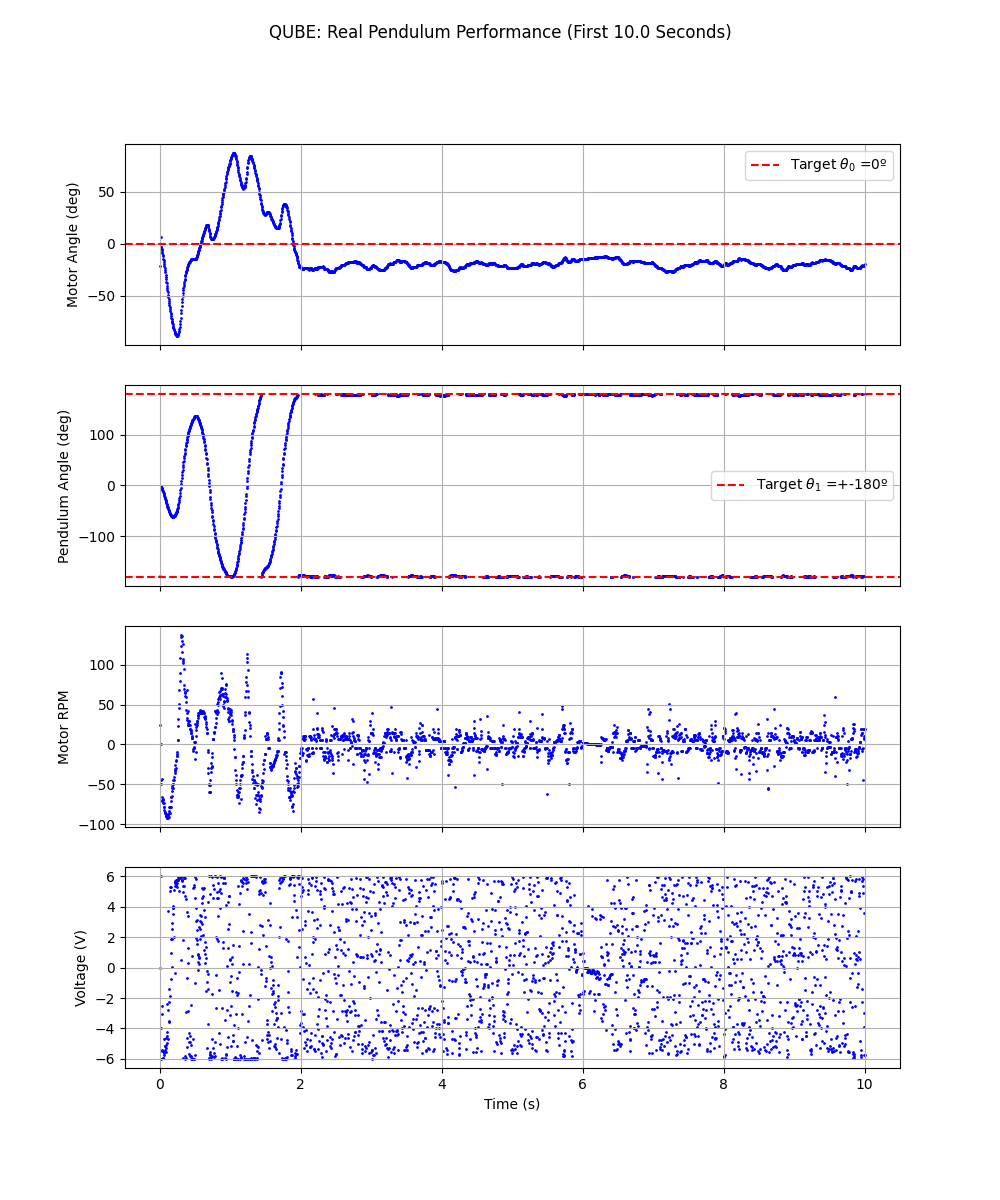 QUBE: Real Pendulum Performance (First 10.0 Seconds)
Motor Angle (deg)
50
0
−50
Target θ0 =0º
Pendulum Angle (deg)
100
0
−100
Target θ1 =+-180º
Motor RPM
100
50
0
−50
−100
Voltage (V)
6
4
2
0
−2
−4
−6
0 2 4 6 8 10
Time (s)